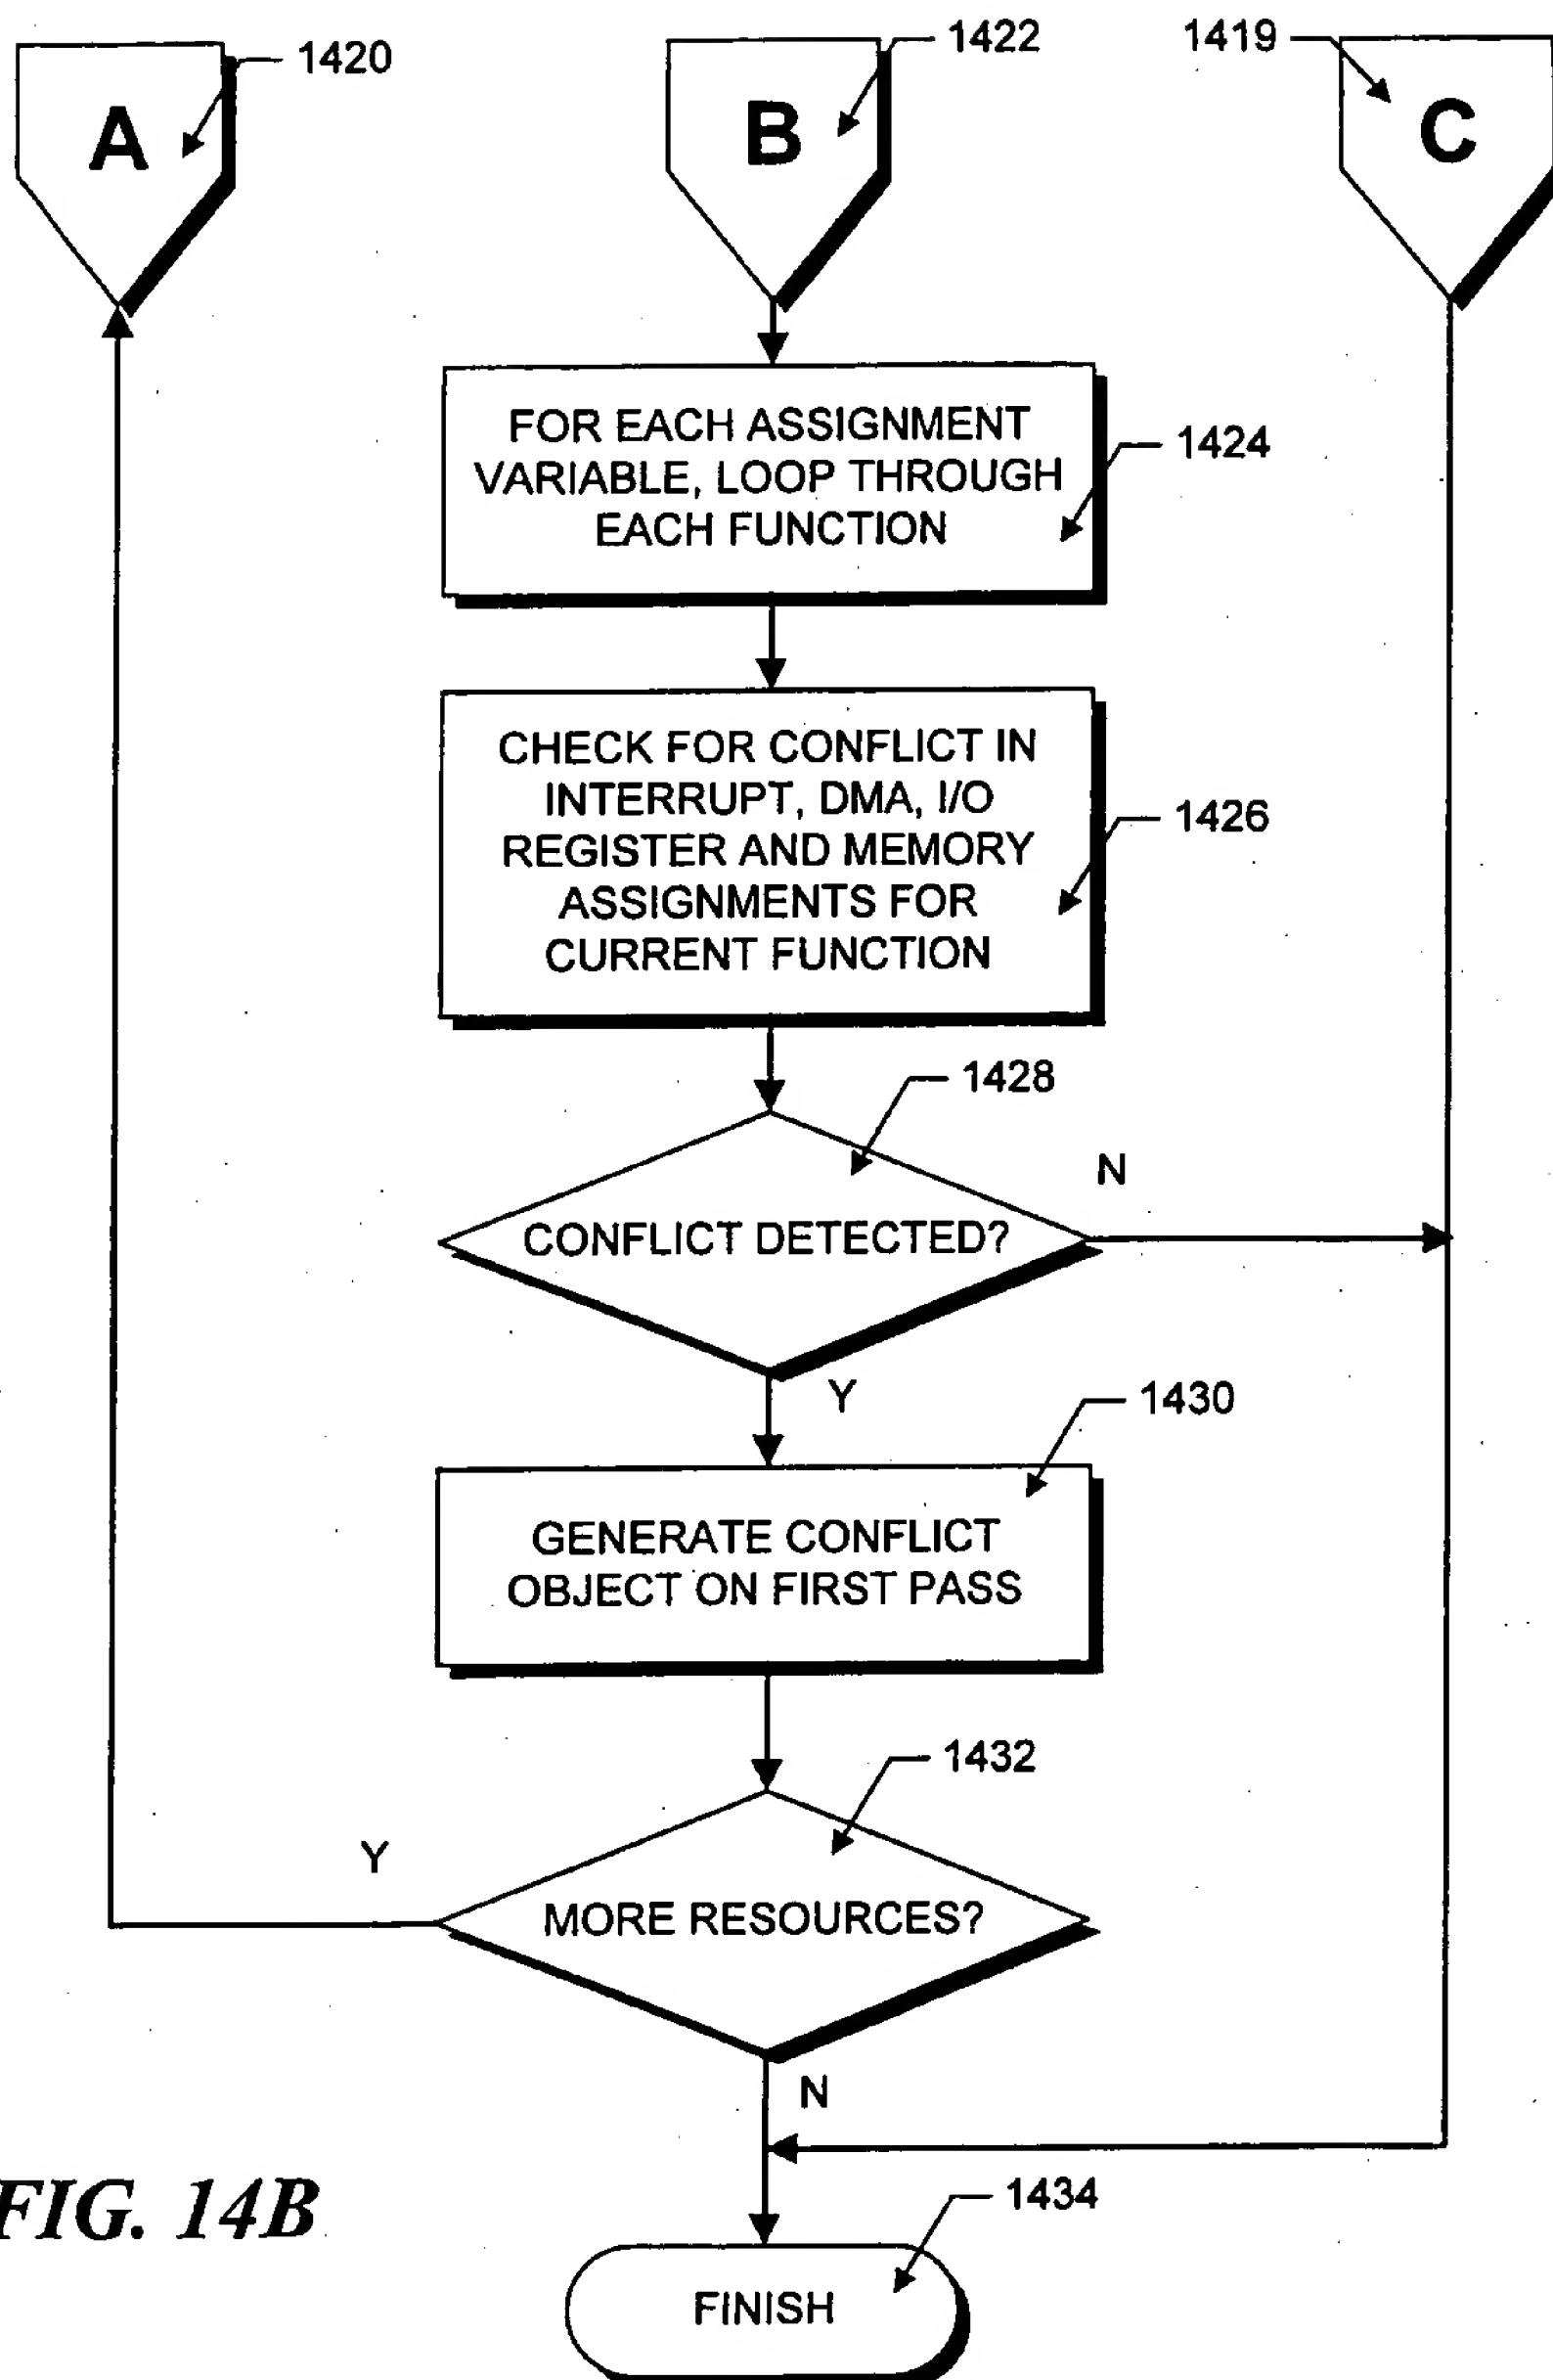 1420
1422
1419
A
B
C
FOR EACH ASSIGNMENT
VARIABLE, LOOP THROUGH
EACH FUNCTION
1424
CHECK FOR CONFLICT IN
INTERRUPT, DMA, I/O
REGISTER AND MEMORY
ASSIGNMENTS FOR
CURRENT FUNCTION
1426
1428
N
CONFLICT DETECTED?
Y
1430
GENERATE CONFLICT
OBJECT ON FIRST PASS
1432
Y
MORE RESOURCES?
N
FIG. 14B
1434
FINISH